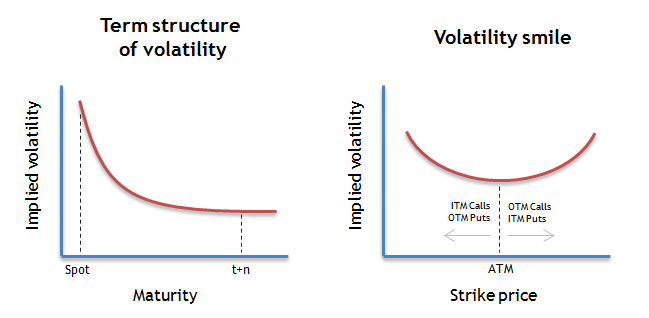 Term structure
of volatility
Implied volatility
Spot
t+n
Maturity
Volatility smile
Implied volatility
ITM Calls
OTM Puts
OTM Calls
ITM Puts
ATM
Strike price